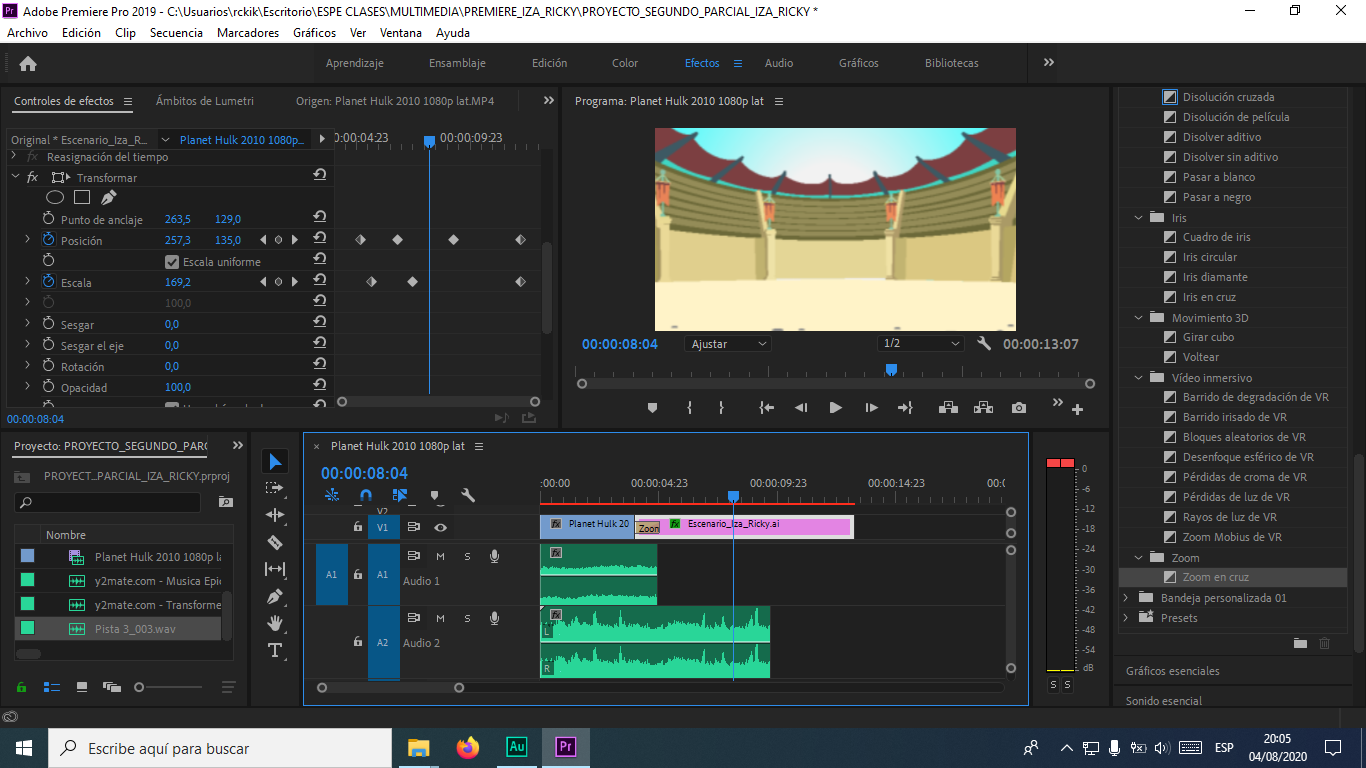 Adobe Premiere Pro 2019 - C:\Usuarios\rckik\Escritorio\ESPE CLASES\MULTIMEDIA\PREMIERE_IZA_RICKY\PROYECTO_SEGUNDO_PARCIAL_IZA_RICKY *
Archivo Edición Clip Secuencia Marcadores Gráficos Ver Ventana Ayuda
Aprendizaje Ensamblaje Edición Color Efectos Audio Gráficos Bibliotecas
Controles de efectos Ámbitos de Lumetri Origen: Planet Hulk 2010 1080p lat.MP4
Original * Escenario_Iza_R... Planet Hulk 2010 1080p... 0:00:04:23 00:00:09:23
fx Reasignación del tiempo
fx Transformar
Punto de anclaje 263,5 129,0
Posición 257,3 135,0
Escala uniforme
Escala 169,2
100,0
Sesgar 0,0
Sesgar el eje 0,0
Rotación 0,0
Opacidad 100,0
00:00:08:04
Programa: Planet Hulk 2010 1080p lat
00:00:08:04 Ajustar 1/2 00:00:13:07
Disolución cruzada
Disolución de película
Disolver aditivo
Disolver sin aditivo
Pasar a blanco
Pasar a negro
Iris
Cuadro de iris
Iris circular
Iris diamante
Iris en cruz
Movimiento 3D
Girar cubo
Voltear
Vídeo inmersivo
Barrido de degradación de VR
Barrido irisado de VR
Bloques aleatorios de VR
Desenfoque esférico de VR
Pérdidas de croma de VR
Pérdidas de luz de VR
Rayos de luz de VR
Zoom Mobius de VR
Zoom
Zoom en cruz
Bandeja personalizada 01
Presets
Gráficos esenciales
Sonido esencial
Proyecto: PROYECTO_SEGUNDO_PARC
PROYECT_PARCIAL_IZA_RICKY.prproj
Nombre
Planet Hulk 2010 1080p la
y2mate.com - Musica Epic
y2mate.com - Transforme
Pista 3_003.wav
Planet Hulk 2010 1080p lat
00:00:08:04
:00:00 00:00:04:23 00:00:09:23 00:00:14:23 00:0
V2
V1 fx Planet Hulk 20 Zoon fx Escenario_Iza_Ricky.ai
A1 A1 M S fx
Audio 1
M S fx
A2 Audio 2 L
R
0
-6
-12
-18
-24
-30
-36
-42
-48
-54
dB
S S
Escribe aquí para buscar Au Pr ESP 20:05
04/08/2020